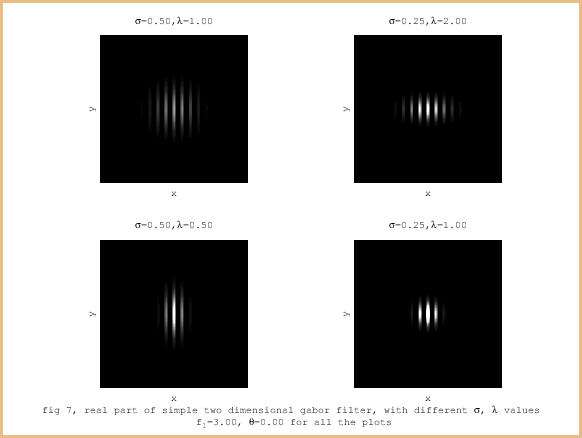 σ=0.50,λ=1.00
σ=0.25,λ=2.00
y
y
x
x
σ=0.50,λ=0.50
σ=0.25,λ=1.00
y
y
x
x
fig 7, real part of simple two dimensional gabor filter, with different σ, λ values
f₁=3.00, θ=0.00 for all the plots